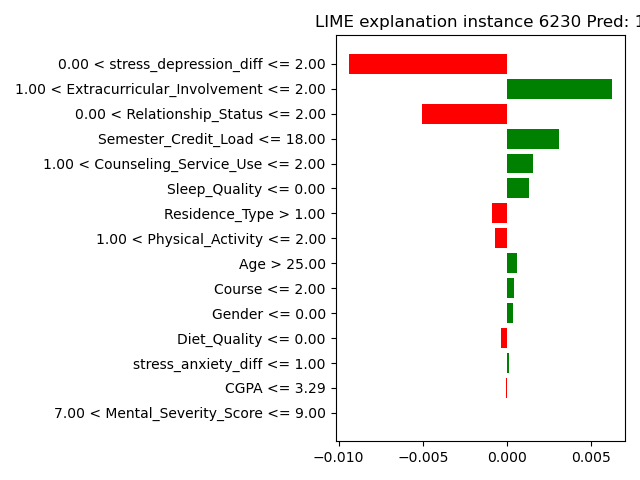 LIME explanation instance 6230 Pred: 1
0.00 < stress_depression_diff <= 2.00
1.00 < Extracurricular_Involvement <= 2.00
0.00 < Relationship_Status <= 2.00
Semester_Credit_Load <= 18.00
1.00 < Counseling_Service_Use <= 2.00
Sleep_Quality <= 0.00
Residence_Type > 1.00
1.00 < Physical_Activity <= 2.00
Age > 25.00
Course <= 2.00
Gender <= 0.00
Diet_Quality <= 0.00
stress_anxiety_diff <= 1.00
CGPA <= 3.29
7.00 < Mental_Severity_Score <= 9.00
−0.010 −0.005 0.000 0.005